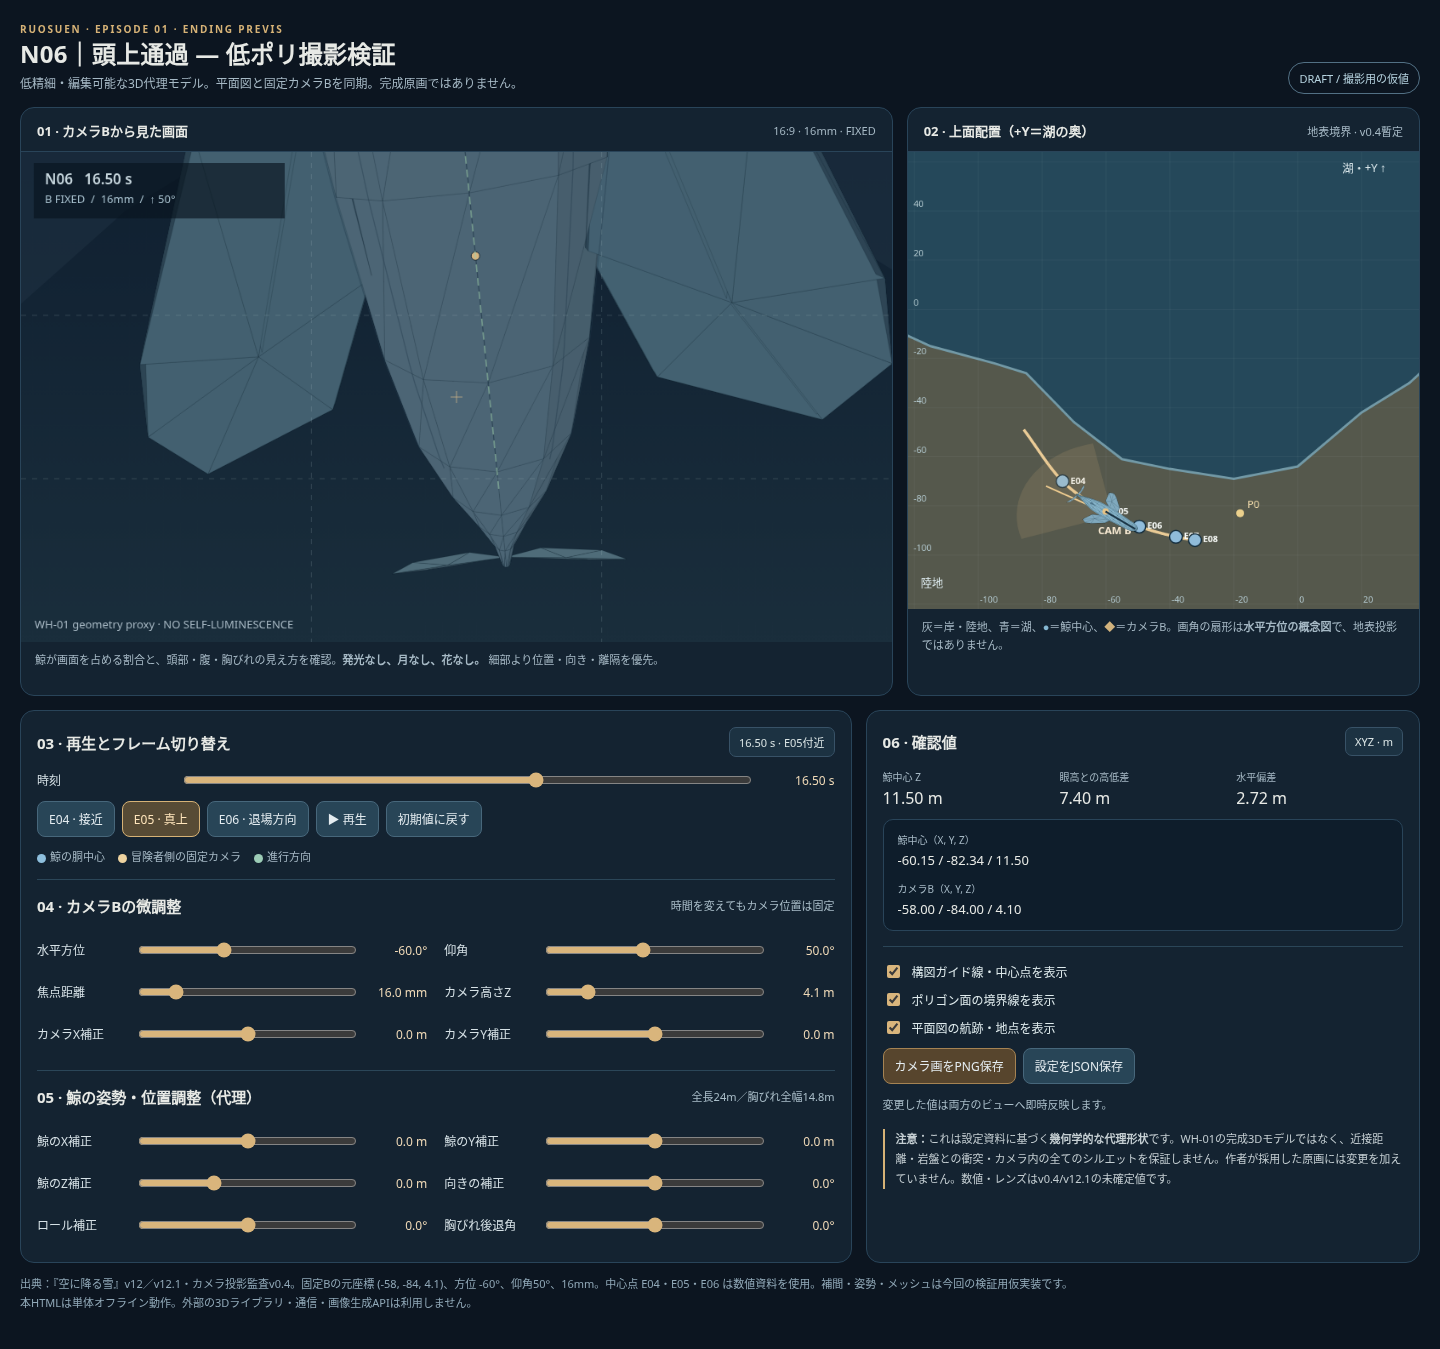 RUOSUEN · EPISODE 01 · ENDING PREVIS
N06｜頭上通過 — 低ポリ撮影検証
低精細・編集可能な3D代理モデル。平面図と固定カメラBを同期。完成原画ではありません。
DRAFT / 撮影用の仮値
01 · カメラBから見た画面
16:9 · 16mm · FIXED
N06 16.50 s
B FIXED / 16mm / ↑ 50°
WH-01 geometry proxy · NO SELF-LUMINESCENCE
鯨が画面を占める割合と、頭部・腹・胸びれの見え方を確認。発光なし、月なし、花なし。 細部より位置・向き・離隔を優先。
02 · 上面配置（+Y＝湖の奥）
地表境界 · v0.4暫定
湖・+Y ↑
40
20
0
-20
-40
-60
-80
-100
E04
05
E06
E08
CAM B
P0
陸地
-100
-80
-60
-40
-20
0
20
灰＝岸・陸地、青＝湖、●＝鯨中心、◆＝カメラB。画角の扇形は水平方位の概念図で、地表投影
ではありません。
03 · 再生とフレーム切り替え
16.50 s · E05付近
時刻
16.50 s
E04 · 接近
E05 · 真上
E06 · 退場方向
▶ 再生
初期値に戻す
鯨の胴中心
冒険者側の固定カメラ
進行方向
04 · カメラBの微調整
時間を変えてもカメラ位置は固定
水平方位
-60.0°
仰角
50.0°
焦点距離
16.0 mm
カメラ高さZ
4.1 m
カメラX補正
0.0 m
カメラY補正
0.0 m
05 · 鯨の姿勢・位置調整（代理）
全長24m／胸びれ全幅14.8m
鯨のX補正
0.0 m
鯨のY補正
0.0 m
鯨のZ補正
0.0 m
向きの補正
0.0°
ロール補正
0.0°
胸びれ後退角
0.0°
06 · 確認値
XYZ · m
鯨中心 Z
11.50 m
眼高との高低差
7.40 m
水平偏差
2.72 m
鯨中心（X, Y, Z）
-60.15 / -82.34 / 11.50
カメラB（X, Y, Z）
-58.00 / -84.00 / 4.10
構図ガイド線・中心点を表示
ポリゴン面の境界線を表示
平面図の航跡・地点を表示
カメラ画をPNG保存
設定をJSON保存
変更した値は両方のビューへ即時反映します。
注意：これは設定資料に基づく幾何学的な代理形状です。WH-01の完成3Dモデルではなく、近接距
離・岩盤との衝突・カメラ内の全てのシルエットを保証しません。作者が採用した原画には変更を加え
ていません。数値・レンズはv0.4/v12.1の未確定値です。
出典：『空に降る雪』v12／v12.1・カメラ投影監査v0.4。固定Bの元座標 (-58, -84, 4.1)、方位 -60°、仰角50°、16mm。中心点 E04・E05・E06 は数値資料を使用。補間・姿勢・メッシュは今回の検証用仮実装です。
本HTMLは単体オフライン動作。外部の3Dライブラリ・通信・画像生成APIは利用しません。